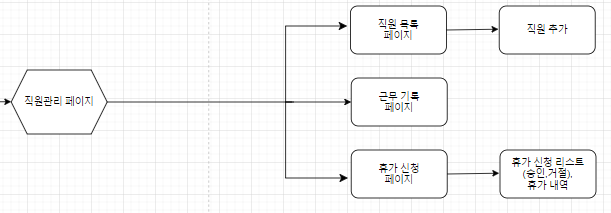 직원관리 페이지
직원 목록
페이지
직원 추가
근무 기록
페이지
휴가 신청
페이지
휴가 신청 리스트
(승인,거절),
휴가 내역